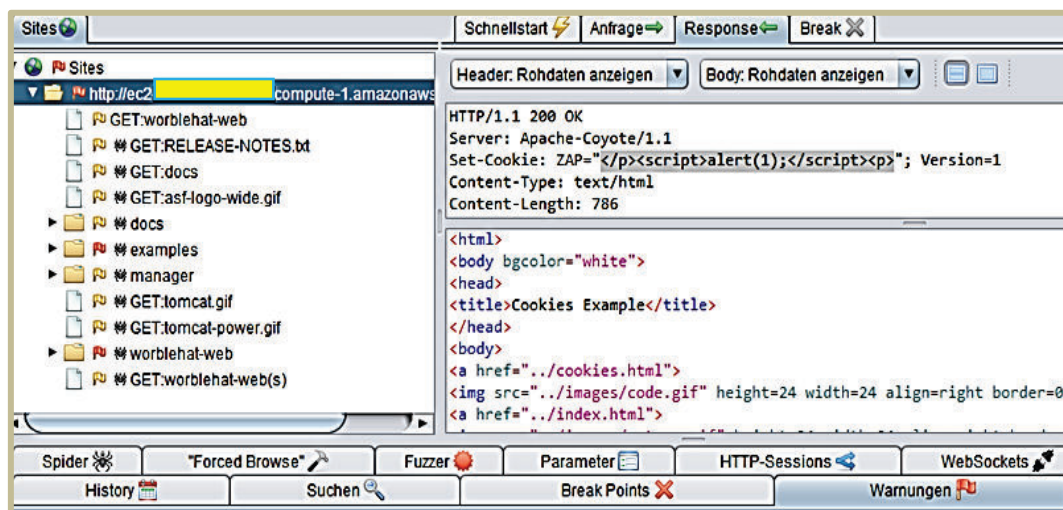 Sites
Schnellstart Anfrage Response Break
Sites
http://ec2 compute-1.amazonaws
GET:worblehat-web
GET:RELEASE-NOTES.txt
GET:docs
GET:asf-logo-wide.gif
docs
examples
manager
GET:tomcat.gif
GET:tomcat-power.gif
worblehat-web
GET:worblehat-web(s)
Header: Rohdaten anzeigen Body: Rohdaten anzeigen
HTTP/1.1 200 OK
Server: Apache-Coyote/1.1
Set-Cookie: ZAP="</p><script>alert(1);</script><p>"; Version=1
Content-Type: text/html
Content-Length: 786
<html>
<body bgcolor="white">
<head>
<title>Cookies Example</title>
</head>
<body>
<a href="../cookies.html">
<img src="../images/code.gif" height=24 width=24 align=right border=0
<a href="../index.html">
Spider "Forced Browse" Fuzzer Parameter HTTP-Sessions WebSockets
History Suchen Break Points Warnungen